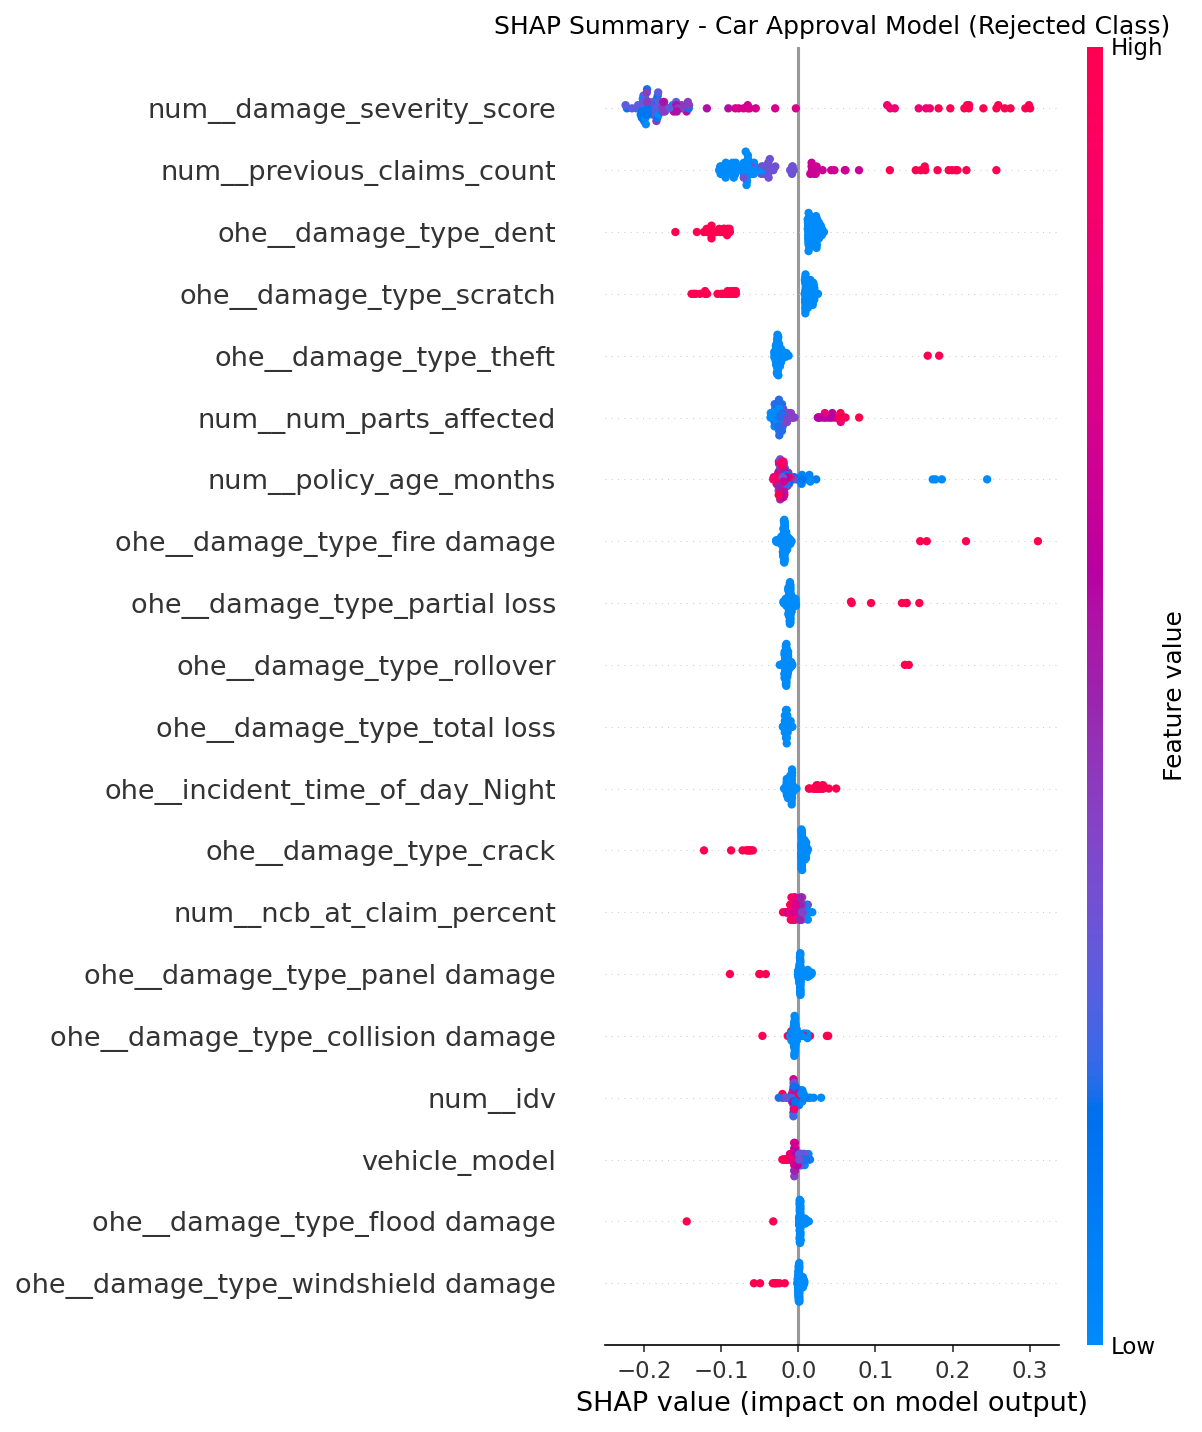 SHAP Summary - Car Approval Model (Rejected Class)
High
num__damage_severity_score
num__previous_claims_count
ohe__damage_type_dent
ohe__damage_type_scratch
ohe__damage_type_theft
num__num_parts_affected
num__policy_age_months
ohe__damage_type_fire damage
ohe__damage_type_partial loss
ohe__damage_type_rollover
ohe__damage_type_total loss
ohe__incident_time_of_day_Night
ohe__damage_type_crack
num__ncb_at_claim_percent
ohe__damage_type_panel damage
ohe__damage_type_collision damage
num__idv
vehicle_model
ohe__damage_type_flood damage
ohe__damage_type_windshield damage
Feature value
Low
−0.2 −0.1 0.0 0.1 0.2 0.3
SHAP value (impact on model output)